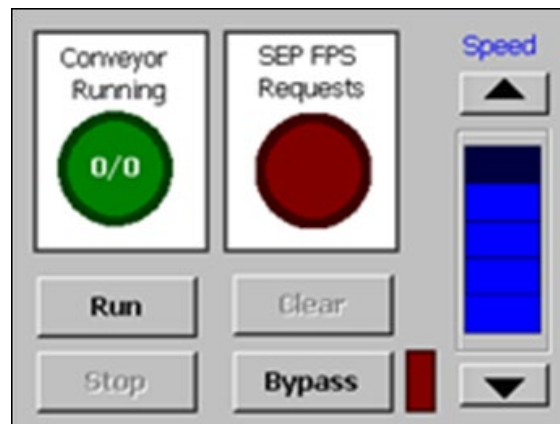 Conveyor
Running
0/0
SEP FPS
Requests
Speed
Run
Clear
Stop
Bypass